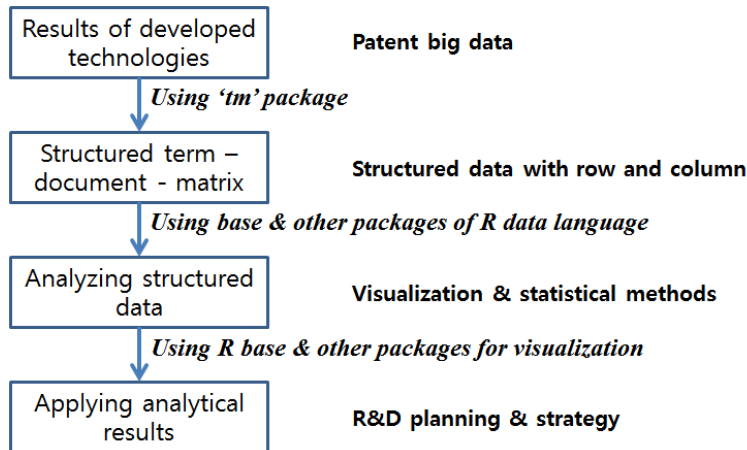 Results of developed
technologies
Patent big data
Using ‘tm’ package
Structured term –
document - matrix
Structured data with row and column
Using base & other packages of R data language
Analyzing structured
data
Visualization & statistical methods
Using R base & other packages for visualization
Applying analytical
results
R&D planning & strategy